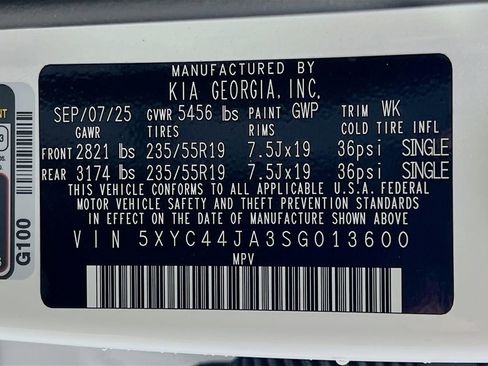 MANUFACTURED BY
KIA GEORGIA, INC.
SEP/07/25 GVWR 5456 lbs PAINT GWP TRIM WK
GAWR TIRES RIMS COLD TIRE INFL
FRONT 2821 lbs 235/55R19 7.5Jx19 36psi SINGLE
REAR 3174 lbs 235/55R19 7.5Jx19 36psi SINGLE
THIS VEHICLE CONFORMS TO ALL APPLICABLE U.S.A. FEDERAL
MOTOR VEHICLE SAFETY AND THEFT PREVENTION STANDARDS
IN EFFECT ON THE DATE OF MANUFACTURE SHOWN ABOVE.
VIN 5XYC44JA3SG013600
MPV
G100